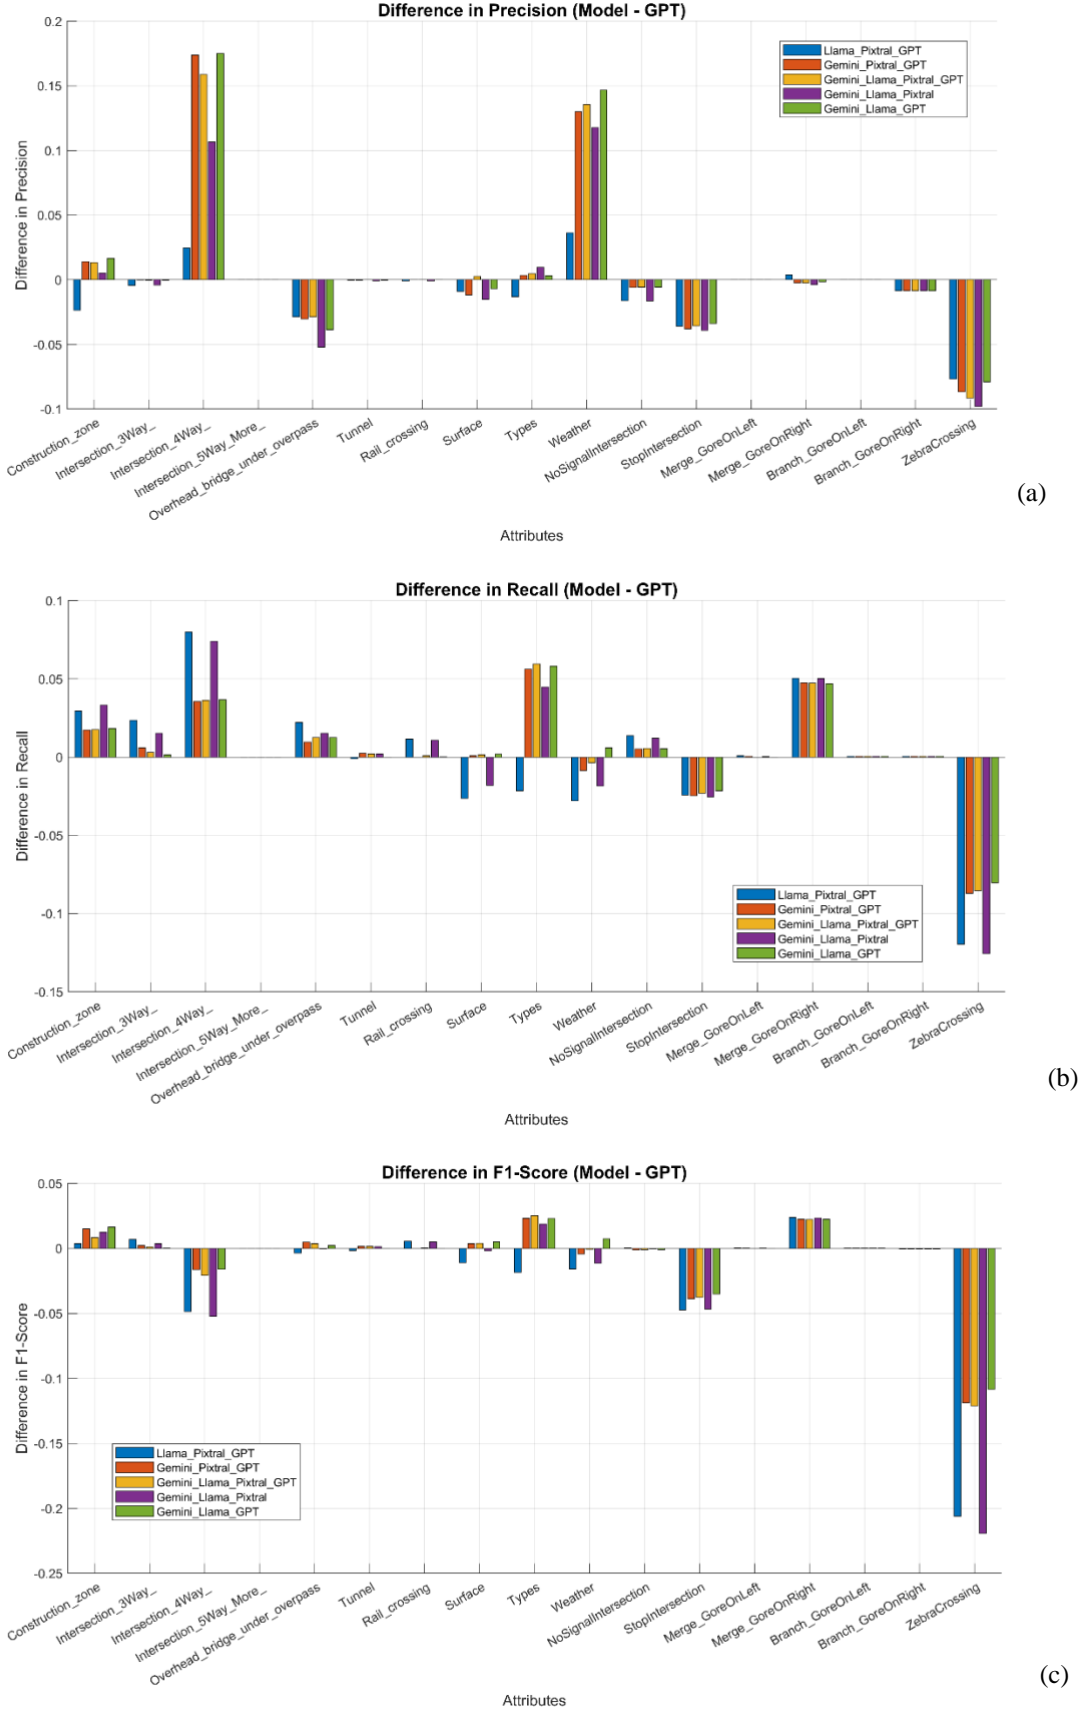 Difference in Precision (Model - GPT)
0.2
0.15
0.1
0.05
0
-0.05
-0.1
Difference in Precision
Llama_Pixtral_GPT
Gemini_Pixtral_GPT
Gemini_Llama_Pixtral_GPT
Gemini_Llama_Pixtral
Gemini_Llama_GPT
Construction_zone
Intersection_3Way_
Intersection_4Way_
Intersection_5Way_More_
Overhead_bridge_under_overpass
Tunnel
Rail_crossing
Surface
Types
Weather
NoSignalIntersection
StopIntersection
Merge_GoreOnLeft
Merge_GoreOnRight
Branch_GoreOnLeft
Branch_GoreOnRight
ZebraCrossing
(a)
Attributes
Difference in Recall (Model - GPT)
0.1
0.05
0
-0.05
-0.1
-0.15
Difference in Recall
Llama_Pixtral_GPT
Gemini_Pixtral_GPT
Gemini_Llama_Pixtral_GPT
Gemini_Llama_Pixtral
Gemini_Llama_GPT
Construction_zone
Intersection_3Way_
Intersection_4Way_
Intersection_5Way_More_
Overhead_bridge_under_overpass
Tunnel
Rail_crossing
Surface
Types
Weather
NoSignalIntersection
StopIntersection
Merge_GoreOnLeft
Merge_GoreOnRight
Branch_GoreOnLeft
Branch_GoreOnRight
ZebraCrossing
(b)
Attributes
Difference in F1-Score (Model - GPT)
0.05
0
-0.05
-0.1
-0.15
-0.2
-0.25
Difference in F1-Score
Llama_Pixtral_GPT
Gemini_Pixtral_GPT
Gemini_Llama_Pixtral_GPT
Gemini_Llama_Pixtral
Gemini_Llama_GPT
Construction_zone
Intersection_3Way_
Intersection_4Way_
Intersection_5Way_More_
Overhead_bridge_under_overpass
Tunnel
Rail_crossing
Surface
Types
Weather
NoSignalIntersection
StopIntersection
Merge_GoreOnLeft
Merge_GoreOnRight
Branch_GoreOnLeft
Branch_GoreOnRight
ZebraCrossing
(c)
Attributes